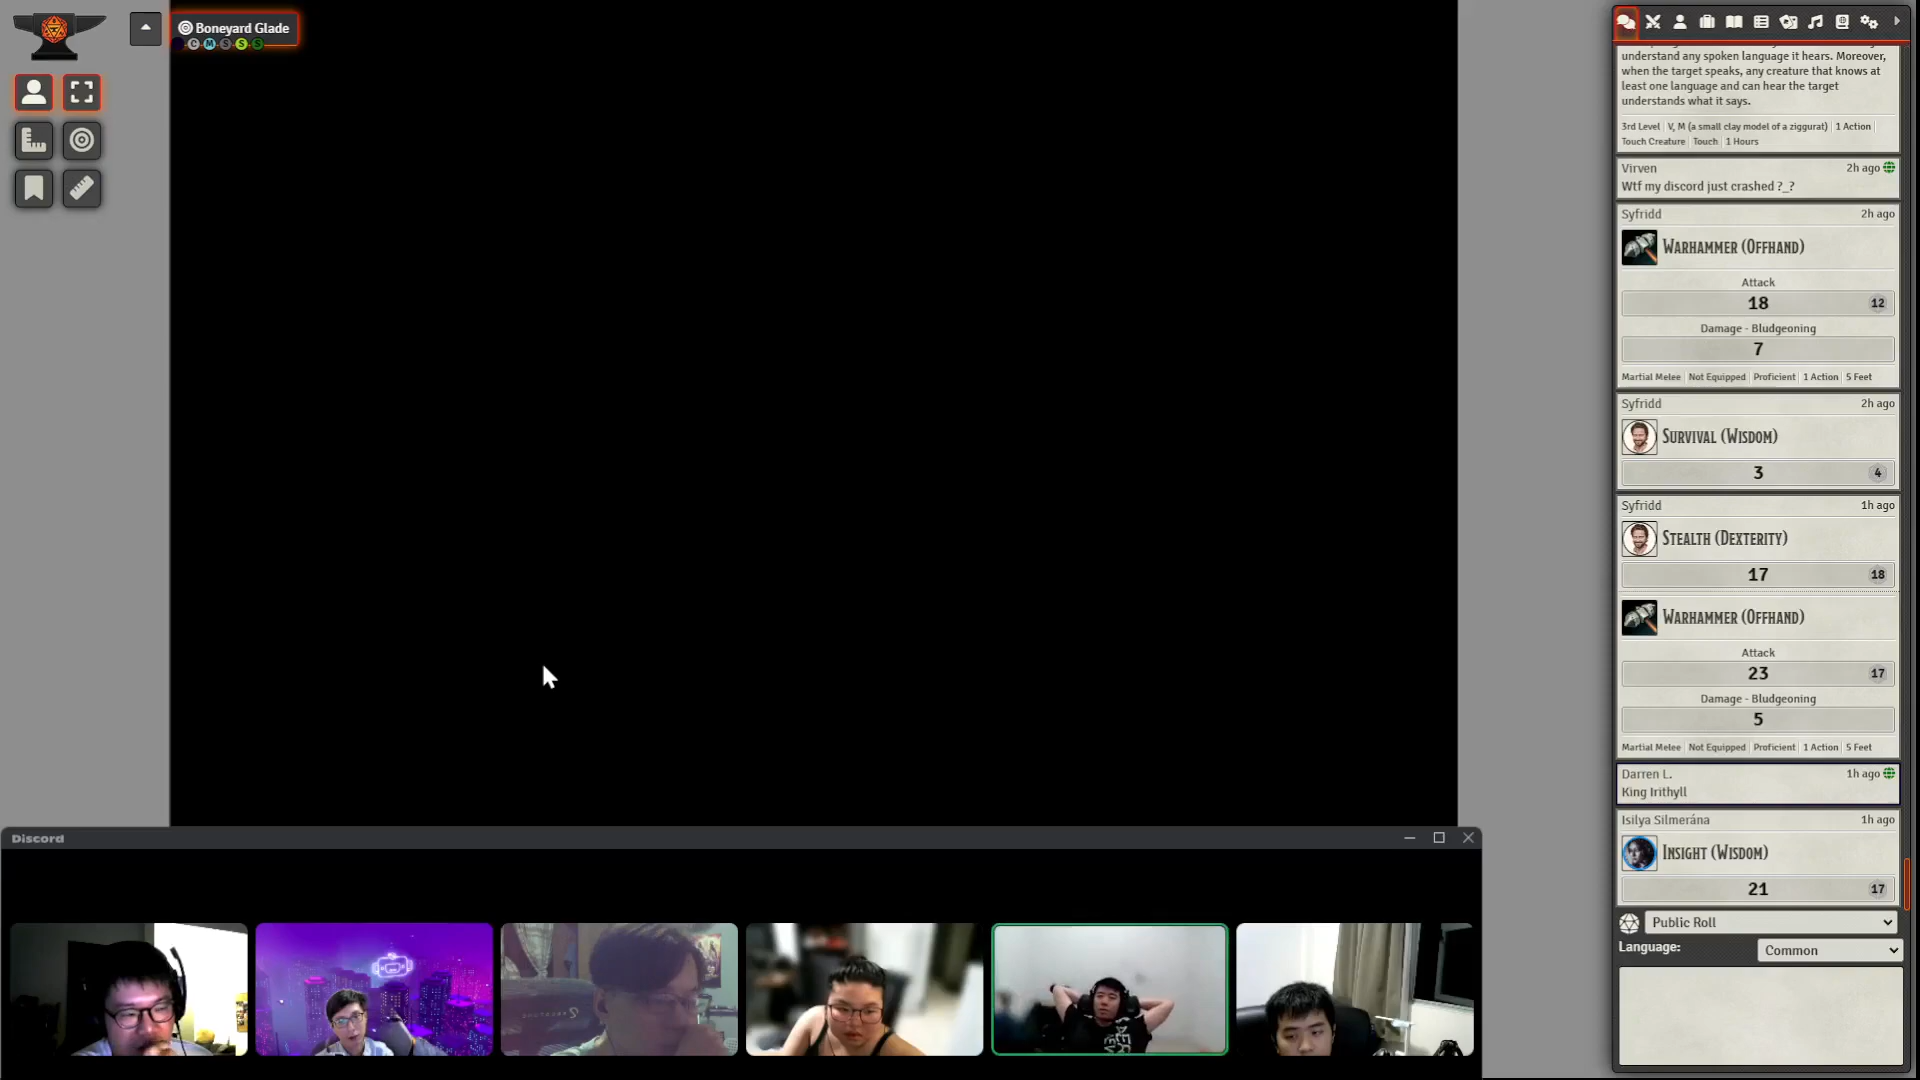 Boneyard Glade
C M S S S
understand any spoken language it hears. Moreover,
when the target speaks, any creature that knows at
least one language and can hear the target
understands what it says.
3rd Level V, M (a small clay model of a ziggurat) 1 Action
Touch Creature Touch 1 Hours
Virven 2h ago
Wtf my discord just crashed ?_?
Syfridd 2h ago
Warhammer (Offhand)
Attack
18 12
Damage - Bludgeoning
7
Martial Melee Not Equipped Proficient 1 Action 5 Feet
Syfridd 2h ago
Survival (Wisdom)
3 4
Syfridd 1h ago
Stealth (Dexterity)
17 18
Warhammer (Offhand)
Attack
23 17
Damage - Bludgeoning
5
Martial Melee Not Equipped Proficient 1 Action 5 Feet
Darren L. 1h ago
King Irithyll
Isilya Silmerána 1h ago
Insight (Wisdom)
21 17
Public Roll
Language: Common
Discord